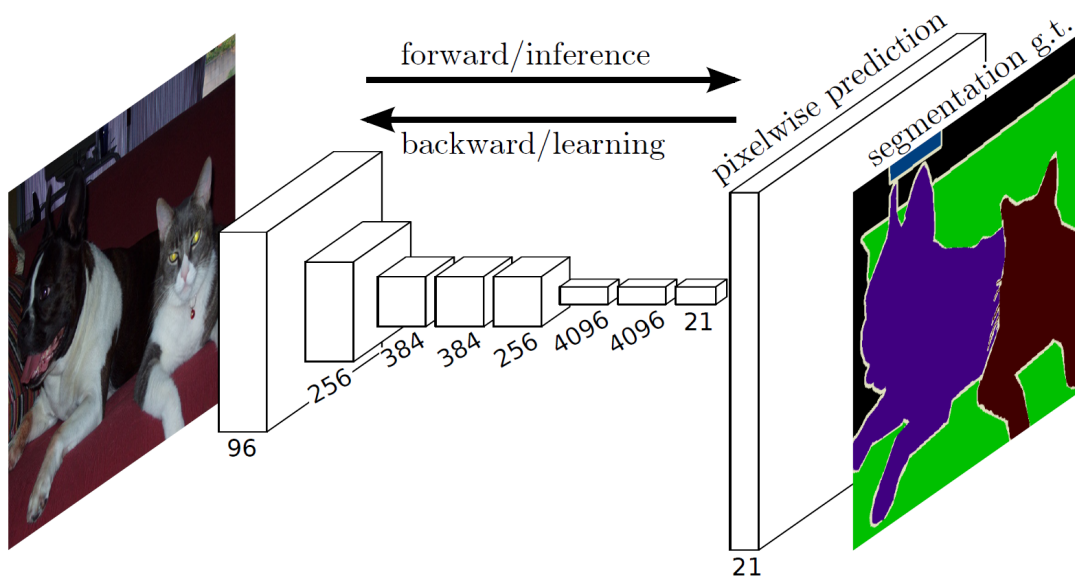 forward/inference
backward/learning
pixelwise prediction
segmentation g.t.
96
256
384
384
256
4096
4096
21
21